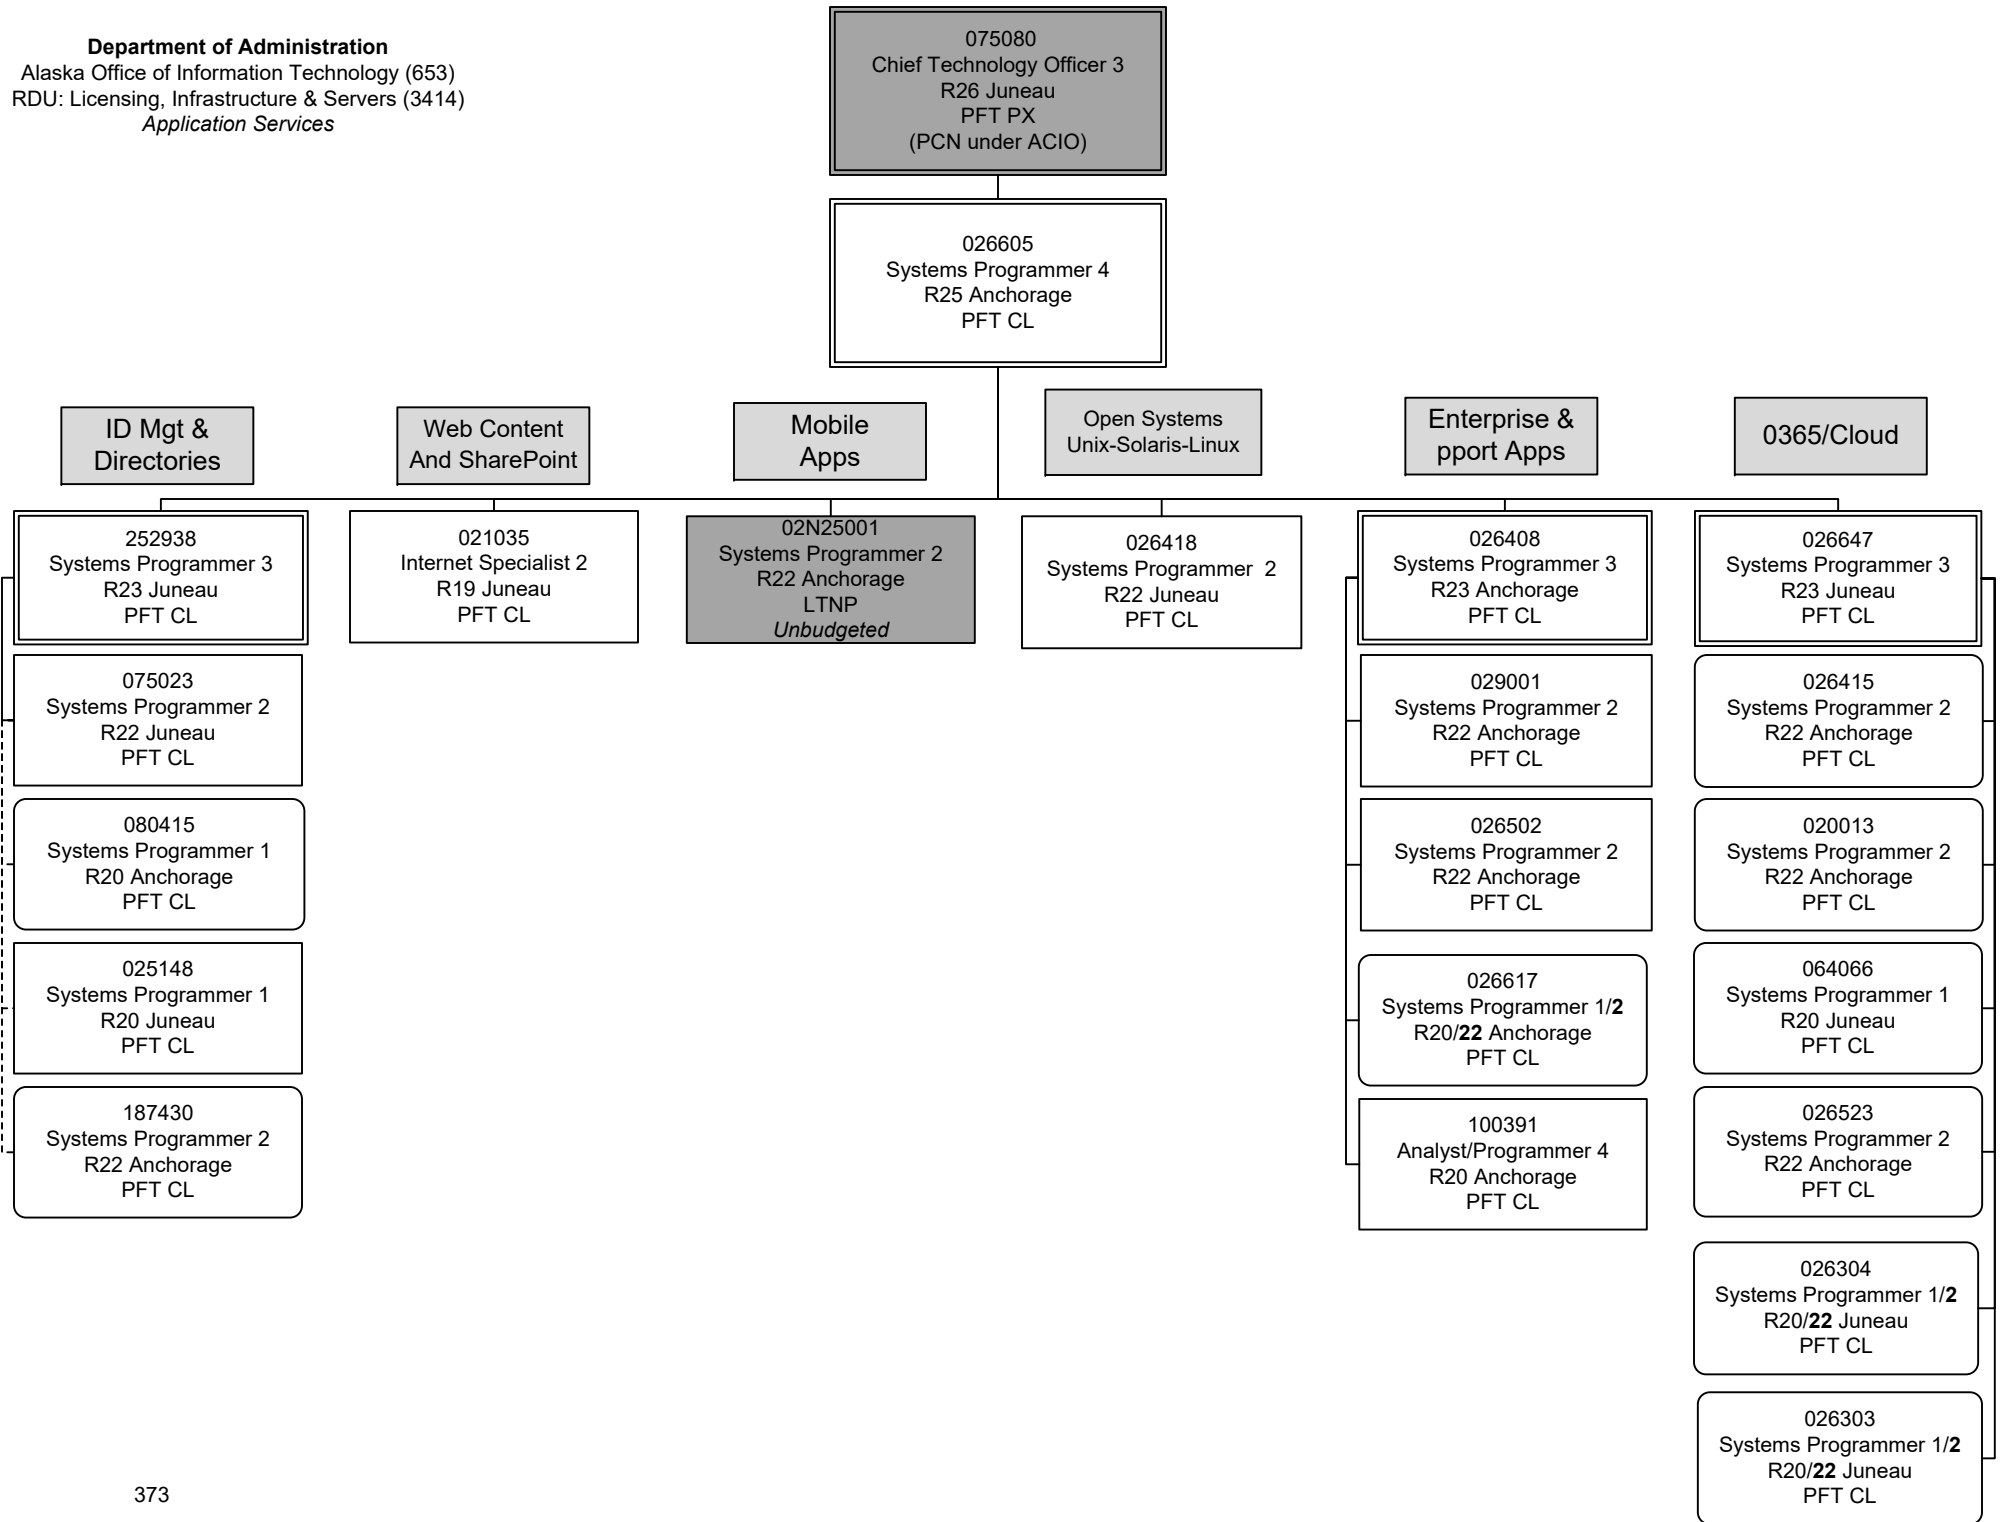 Department of Administration
Alaska Office of Information Technology (653)
RDU: Licensing, Infrastructure & Servers (3414)
Application Services
075080
Chief Technology Officer 3
R26 Juneau
PFT PX
(PCN under ACIO)
026605
Systems Programmer 4
R25 Anchorage
PFT CL
ID Mgt &
Directories
Web Content
And SharePoint
Mobile
Apps
Open Systems
Unix-Solaris-Linux
Enterprise &
pport Apps
0365/Cloud
252938
Systems Programmer 3
R23 Juneau
PFT CL
075023
Systems Programmer 2
R22 Juneau
PFT CL
080415
Systems Programmer 1
R20 Anchorage
PFT CL
025148
Systems Programmer 1
R20 Juneau
PFT CL
187430
Systems Programmer 2
R22 Anchorage
PFT CL
021035
Internet Specialist 2
R19 Juneau
PFT CL
02N25001
Systems Programmer 2
R22 Anchorage
LTNP
Unbudgeted
026418
Systems Programmer 2
R22 Juneau
PFT CL
026408
Systems Programmer 3
R23 Anchorage
PFT CL
029001
Systems Programmer 2
R22 Anchorage
PFT CL
026502
Systems Programmer 2
R22 Anchorage
PFT CL
026617
Systems Programmer 1/2
R20/22 Anchorage
PFT CL
100391
Analyst/Programmer 4
R20 Anchorage
PFT CL
026647
Systems Programmer 3
R23 Juneau
PFT CL
026415
Systems Programmer 2
R22 Anchorage
PFT CL
020013
Systems Programmer 2
R22 Anchorage
PFT CL
064066
Systems Programmer 1
R20 Juneau
PFT CL
026523
Systems Programmer 2
R22 Anchorage
PFT CL
026304
Systems Programmer 1/2
R20/22 Juneau
PFT CL
026303
Systems Programmer 1/2
R20/22 Juneau
PFT CL
373